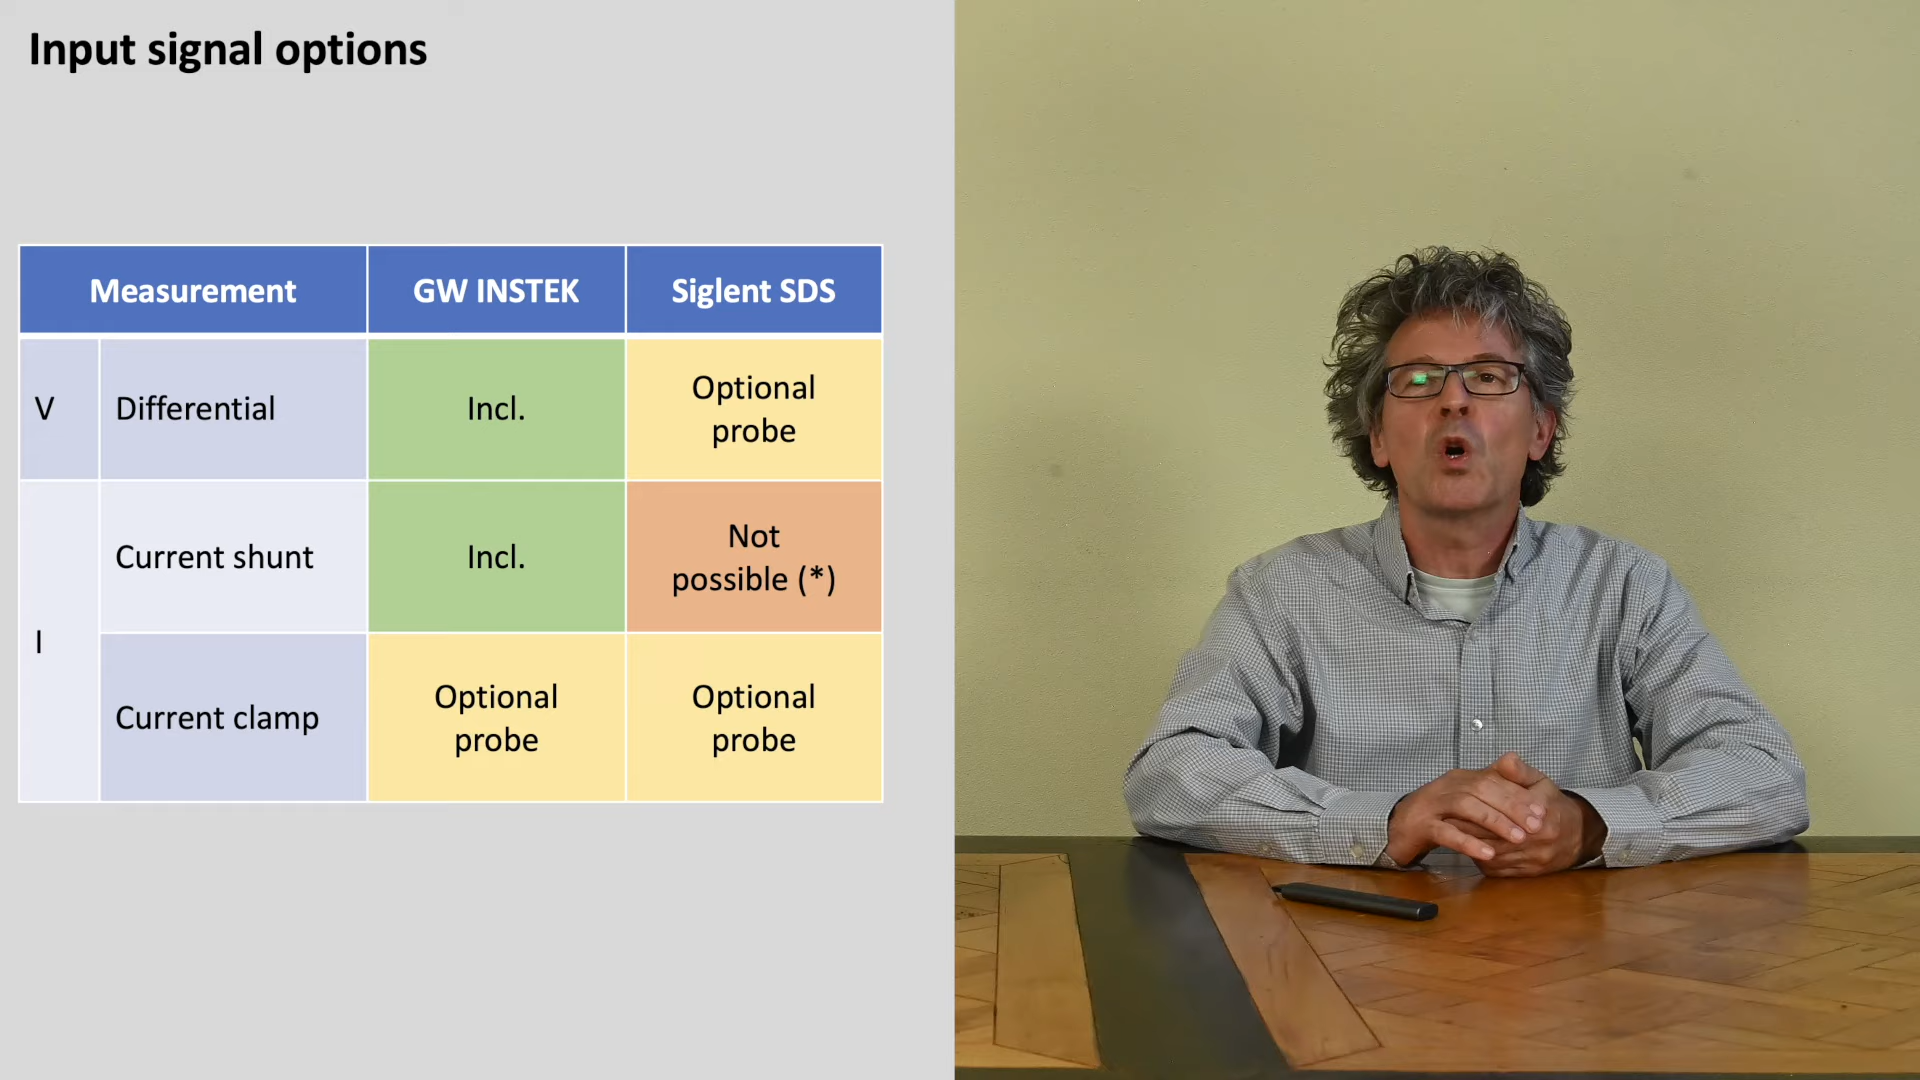 Input signal options
Measurement GW INSTEK Siglent SDS
V Differential Incl. Optional
probe
I Current shunt Incl. Not
possible (*)
Current clamp Optional
probe Optional
probe